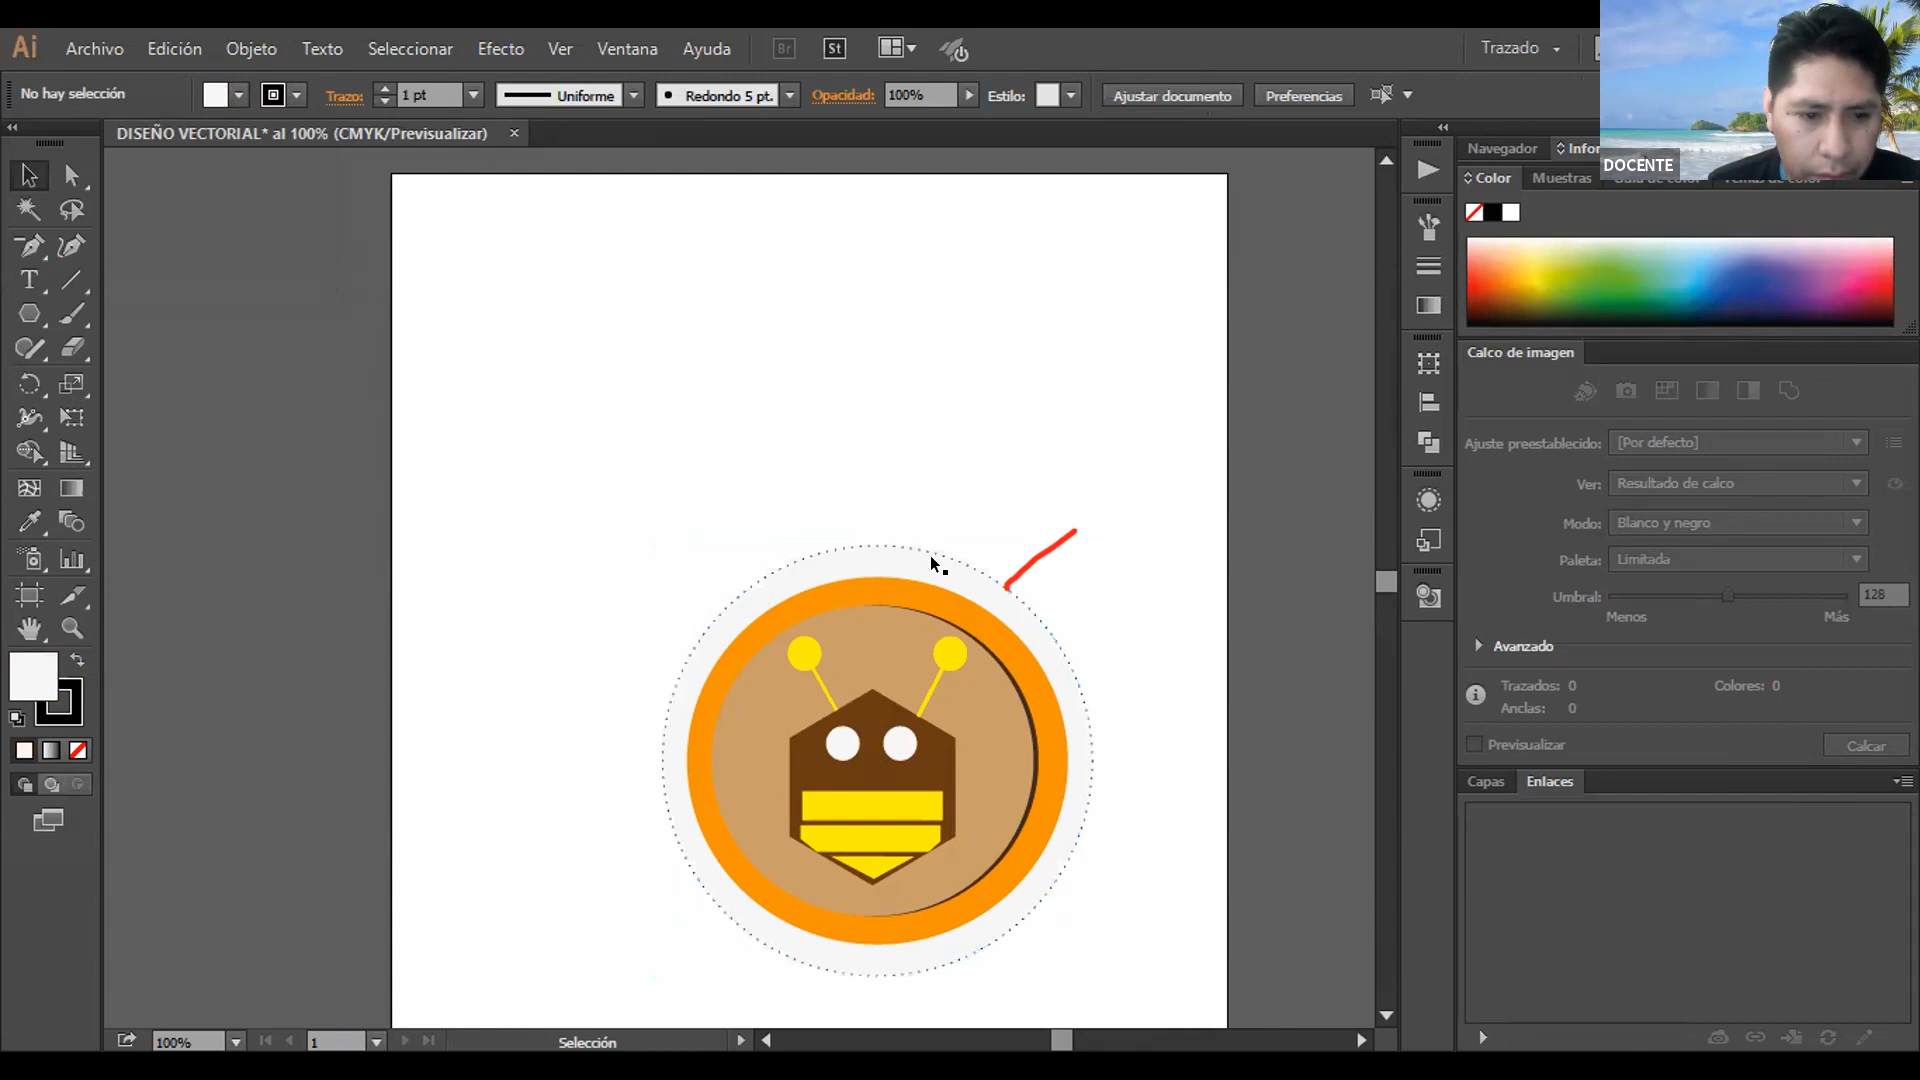 Ai Archivo Edición Objeto Texto Seleccionar Efecto Ver Ventana Ayuda Br St Trazado
No hay selección Trazo: 1 pt Uniforme Redondo 5 pt. Opacidad: 100% Estilo: Ajustar documento Preferencias
DISEÑO VECTORIAL* al 100% (CMYK/Previsualizar)
DOCENTE
Navegador
Color Muestras
Calco de imagen
Ajuste preestablecido: [Por defecto]
Ver: Resultado de calco
Modo: Blanco y negro
Paleta: Limitada
Umbral: 128
Menos Más
Avanzado
Trazados: 0 Colores: 0
Anclas: 0
Previsualizar Calcar
Capas Enlaces
T
100% 1 Selección